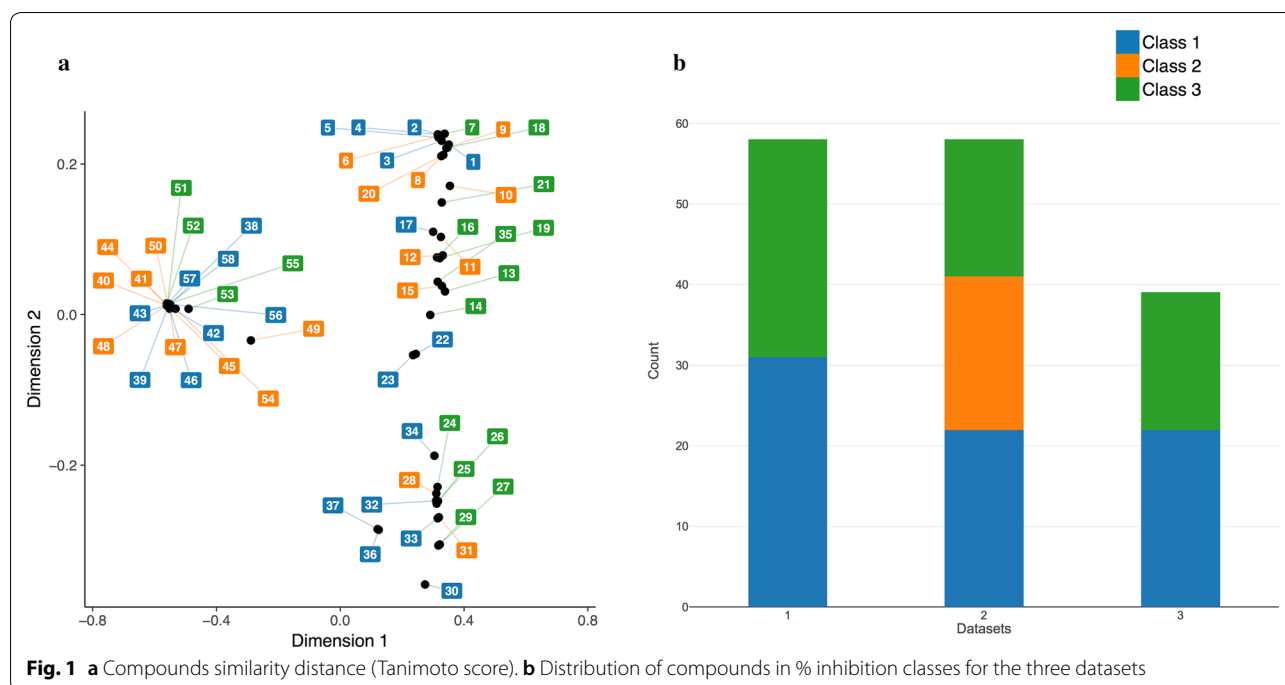 a
b
Class 1
Class 2
Class 3
5 4 2 7 9 18
6 3 1
20 8 10 21
51
52 38 17 16 35 19
44 50 58 12 11
40 41 57 55 15 13
43 53 56 14
48 47 42 49 22
39 46 45 54 23
34 24 26
28 25
37 32 27
33 29
36 31
30
0.2
0.0
−0.2
Dimension 2
−0.8 −0.4 0.0 0.4 0.8
Dimension 1
60
50
40
30
20
10
0
Count
1 2 3
Datasets
Fig. 1 a Compounds similarity distance (Tanimoto score). b Distribution of compounds in % inhibition classes for the three datasets